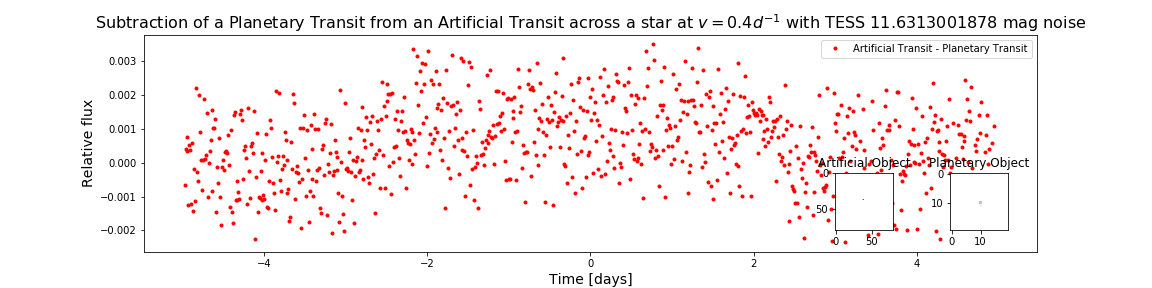 Subtraction of a Planetary Transit from an Artificial Transit across a star at v = 0.4d⁻¹ with TESS 11.6313001878 mag noise
Artificial Transit - Planetary Transit
Relative flux
0.003
0.002
0.001
0.000
−0.001
−0.002
Artificial Object
0
50
0 50
Planetary Object
0
10
0 10
−4 −2 0 2 4
Time [days]